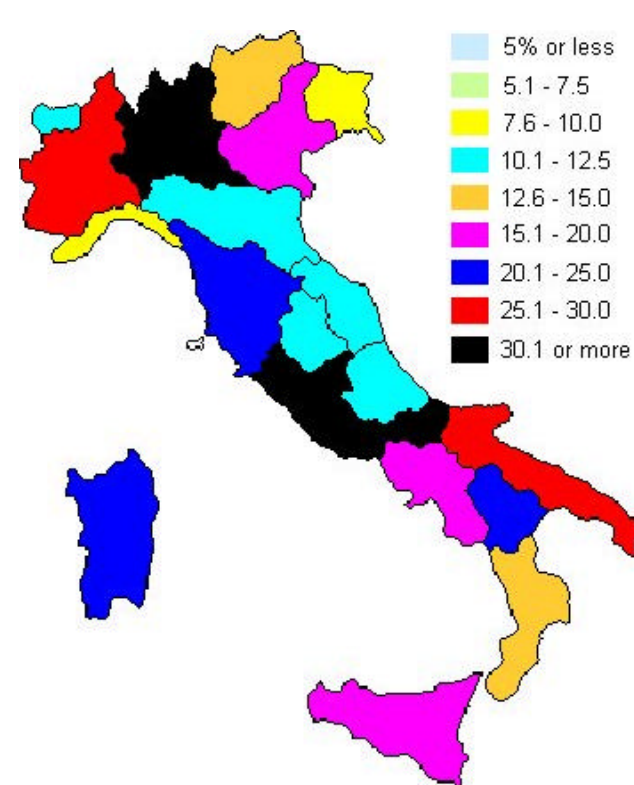 5% or less
5.1 - 7.5
7.6 - 10.0
10.1 - 12.5
12.6 - 15.0
15.1 - 20.0
20.1 - 25.0
25.1 - 30.0
30.1 or more